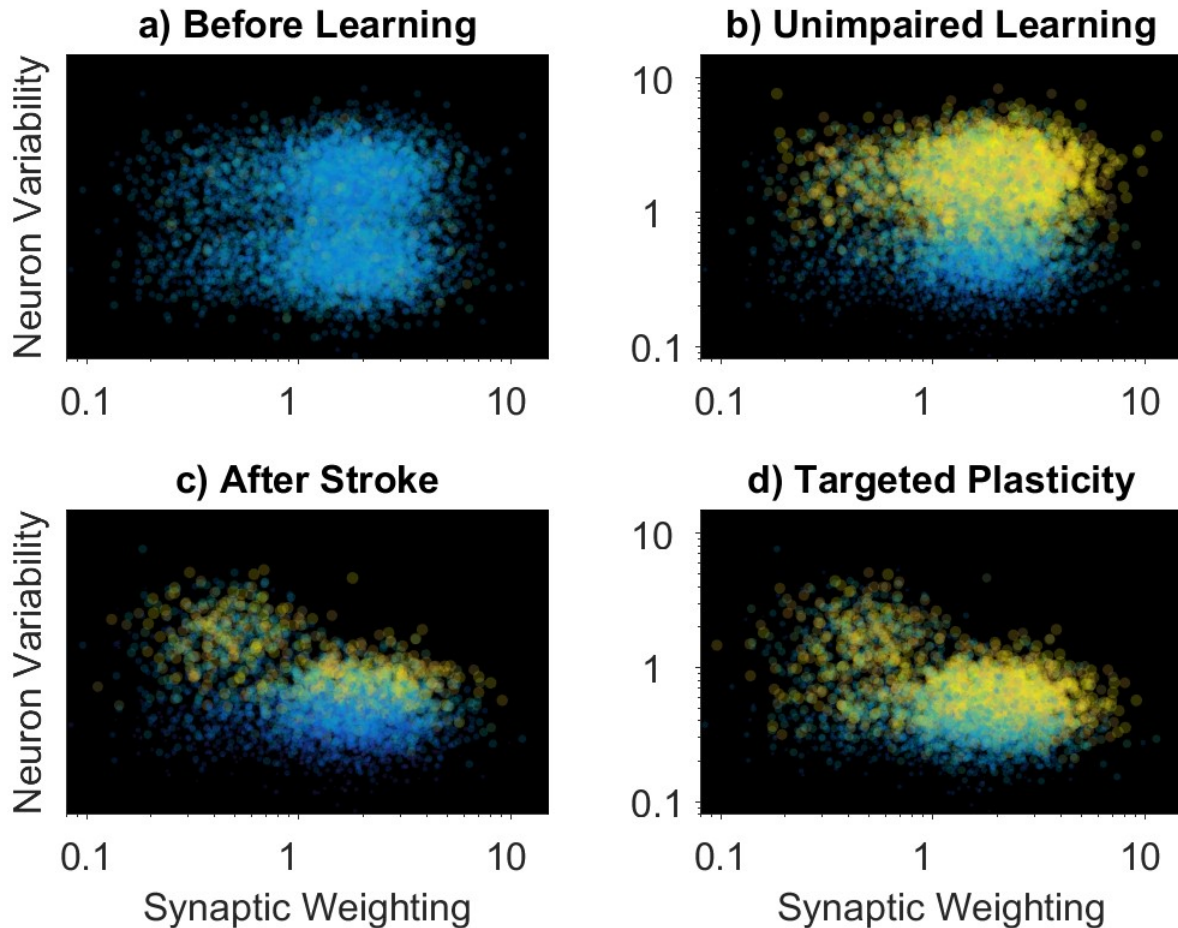 a) Before Learning
Neuron Variability
0.1 1 10
b) Unimpaired Learning
10
1
0.1
0.1 1 10
c) After Stroke
Neuron Variability
0.1 1 10
Synaptic Weighting
d) Targeted Plasticity
10
1
0.1
0.1 1 10
Synaptic Weighting